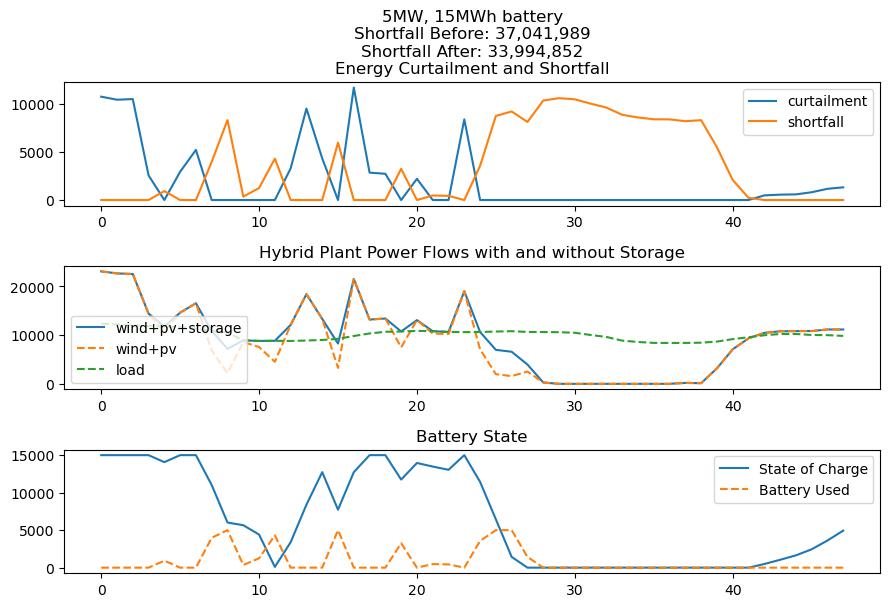 5MW, 15MWh battery
Shortfall Before: 37,041,989
Shortfall After: 33,994,852
Energy Curtailment and Shortfall
10000
5000
0
curtailment
shortfall
0 10 20 30 40
Hybrid Plant Power Flows with and without Storage
20000
10000
0
wind+pv+storage
wind+pv
load
0 10 20 30 40
Battery State
15000
10000
5000
0
State of Charge
Battery Used
0 10 20 30 40